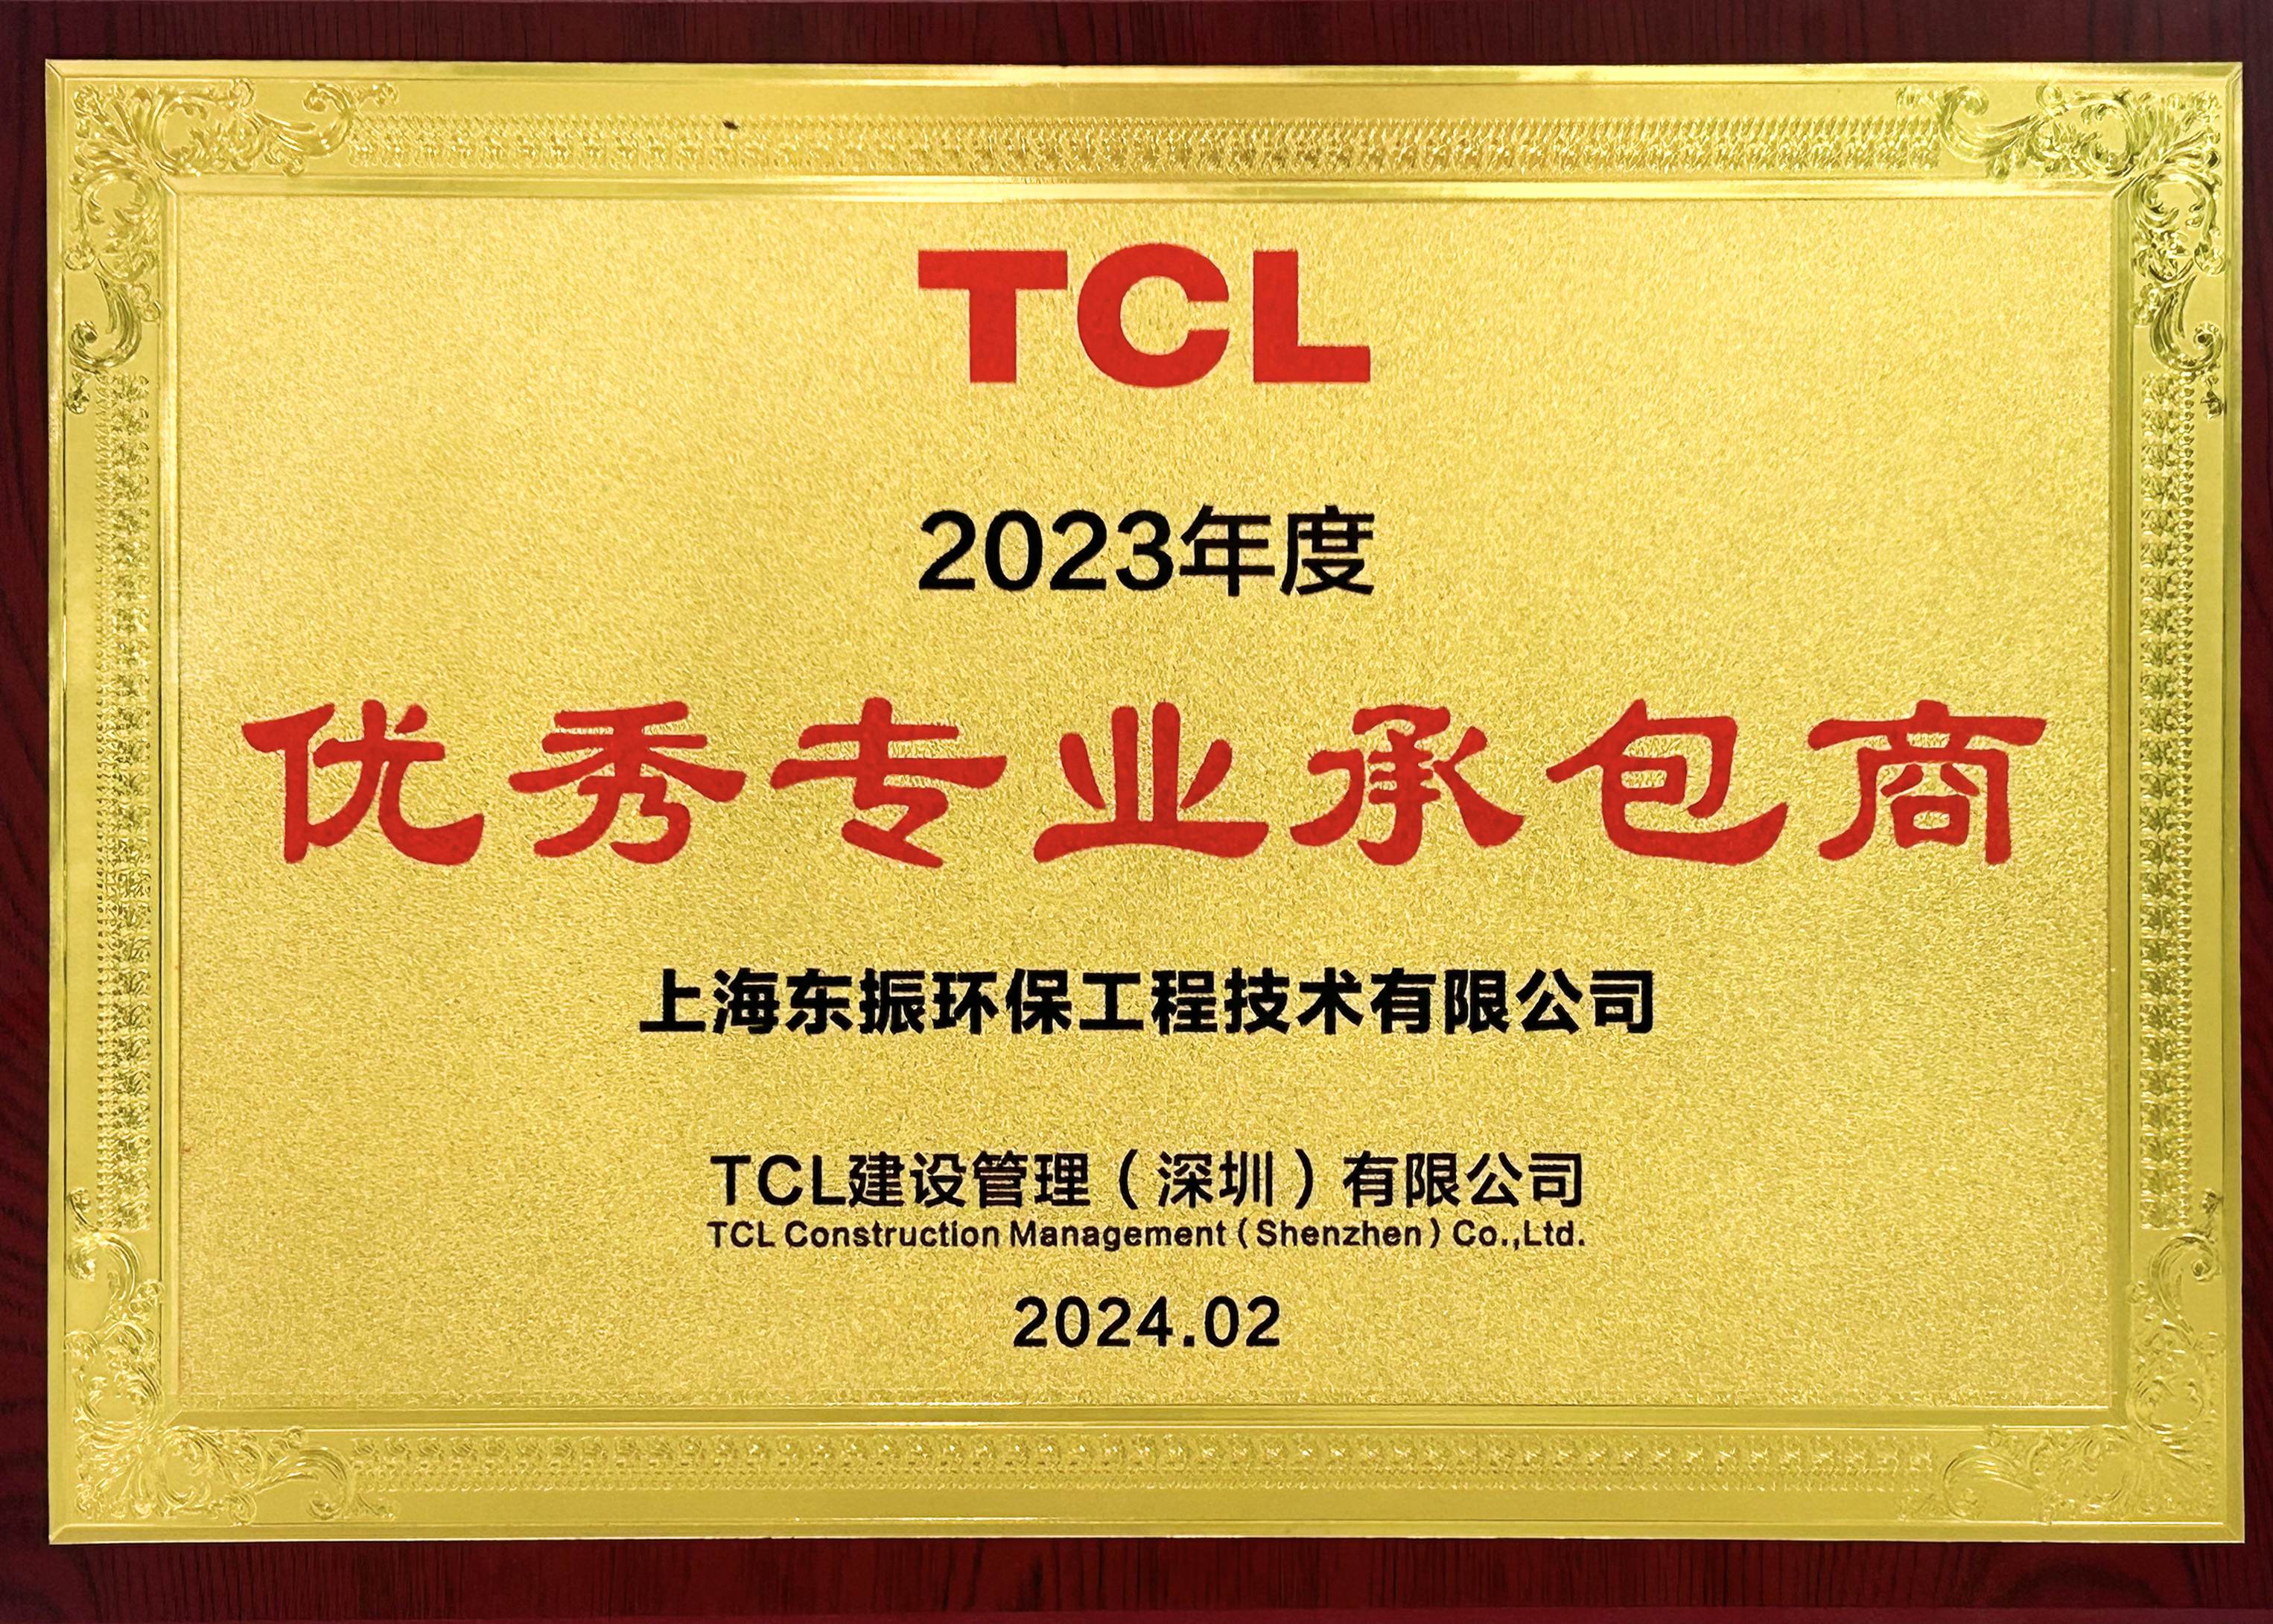 TCL
2023年度
优秀专业承包商
上海东振环保工程技术有限公司
TCL建设管理（深圳）有限公司
TCL Construction Management (Shenzhen) Co.,Ltd.
2024.02